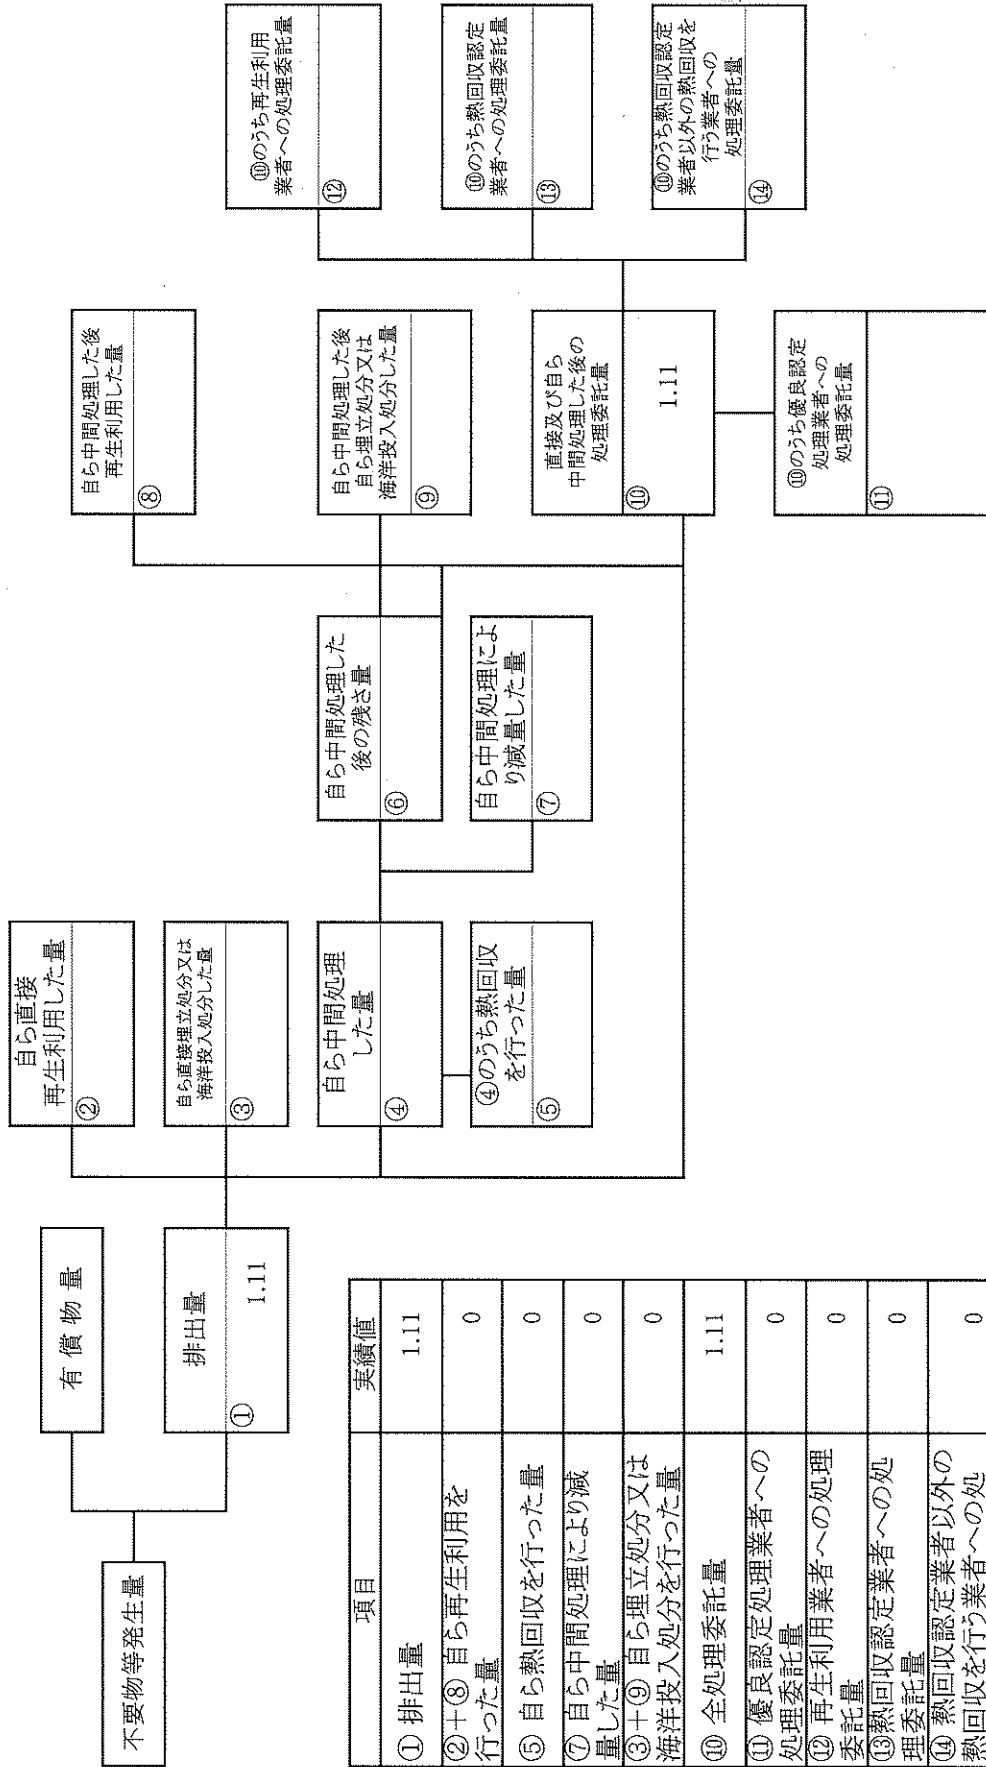 不要物等発生量
有償物量
排出量
①
1.11
自ら直接
再生利用した量
②
自ら直接埋立処分又は
海洋投入処分した量
③
自ら中間処理
した量
④
④のうち熱回収
を行った量
⑤
自ら中間処理した
後の残さ量
⑥
自ら中間処理によ
り減量した量
⑦
自ら中間処理した後
再生利用した量
⑧
自ら中間処理した後
自ら埋立処分又は
海洋投入処分した量
⑨
直接及び自ら
中間処理した後の
処理委託量
⑩
1.11
⑩のうち優良認定
処理業者への
処理委託量
⑪
⑩のうち再生利用
業者への処理委託量
⑫
⑩のうち熱回収認定
業者への処理委託量
⑬
⑩のうち熱回収認定
業者以外の熱回収を
行う業者への
処理委託量
⑭
項目 実績値
①排出量 1.11
②+⑧ 自ら再生利用を
行った量 0
⑤ 自ら熱回収を行った量 0
⑦ 自ら中間処理により減
量した量 0
③+⑨ 自ら埋立処分又は
海洋投入処分を行った量 0
⑩ 全処理委託量 1.11
⑪ 優良認定処理業者への
処理委託量 0
⑫ 再生利用業者への処理
委託量 0
⑬熱回収認定業者への処
理委託量 0
⑭ 熱回収認定業者以外の
熱回収を行う業者への処 0